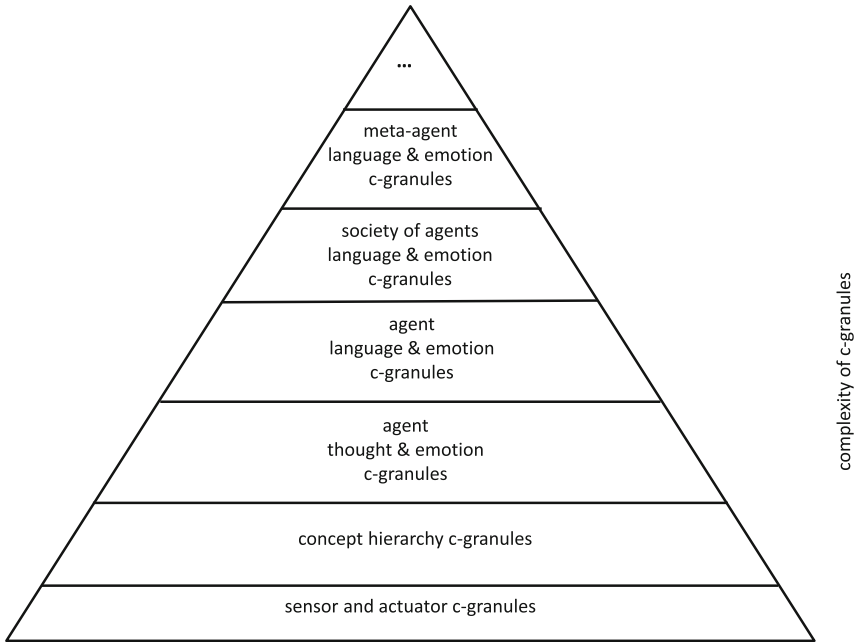 ...
meta-agent
language & emotion
c-granules
society of agents
language & emotion
c-granules
agent
language & emotion
c-granules
agent
thought & emotion
c-granules
concept hierarchy c-granules
sensor and actuator c-granules
complexity of c-granules